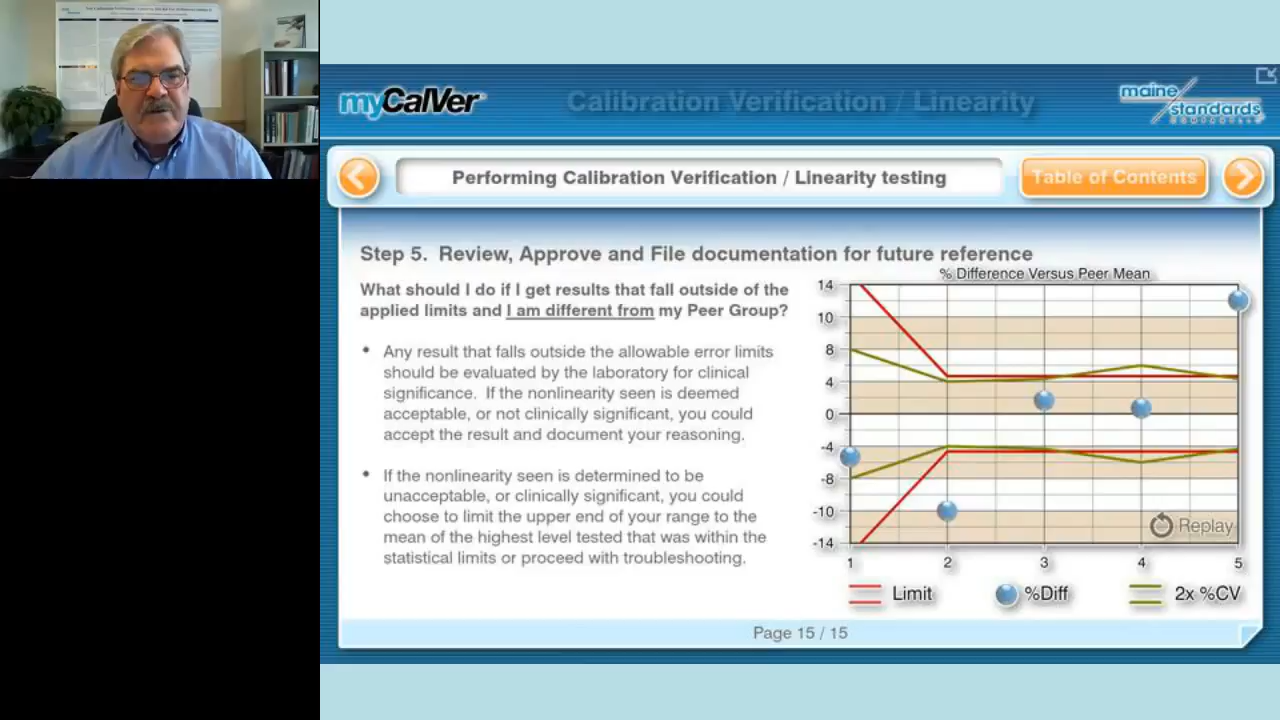 myCalVer
Calibration Verification / Linearity
maine
standards
Performing Calibration Verification / Linearity testing
Table of Contents
Step 5. Review, Approve and File documentation for future reference
What should I do if I get results that fall outside of the
applied limits and I am different from my Peer Group?
• Any result that falls outside the allowable error limits
should be evaluated by the laboratory for clinical
significance. If the nonlinearity seen is deemed
acceptable, or not clinically significant, you could
accept the result and document your reasoning.
• If the nonlinearity seen is determined to be
unacceptable, or clinically significant, you could
choose to limit the upper end of your range to the
mean of the highest level tested that was within the
statistical limits or proceed with troubleshooting.
% Difference Versus Peer Mean
14
10
8
4
0
-4
-8
-10
-14
Replay
1 2 3 4 5
Limit %Diff 2x %CV
Page 15 / 15